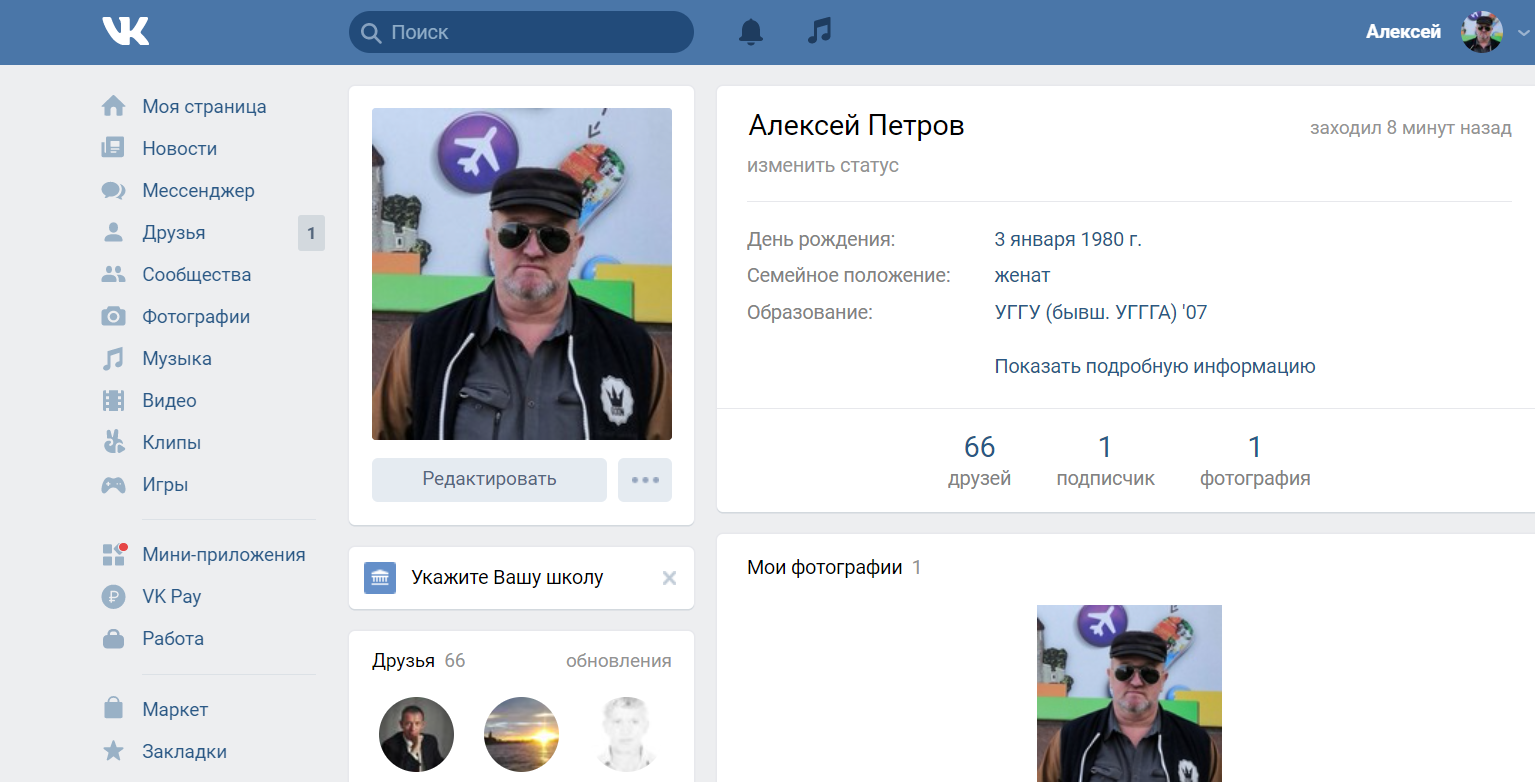 VK
Поиск
Алексей
Моя страница
Новости
Мессенджер
Друзья
1
Сообщества
Фотографии
Музыка
Видео
Клипы
Игры
Мини-приложения
VK Pay
Работа
Маркет
Закладки
Редактировать
Укажите Вашу школу
Друзья 66
обновления
Алексей Петров
заходил 8 минут назад
изменить статус
День рождения: 3 января 1980 г.
Семейное положение: женат
Образование: УГГУ (бывш. УГГГА) '07
Показать подробную информацию
66 1 1
друзей подписчик фотография
Мои фотографии 1